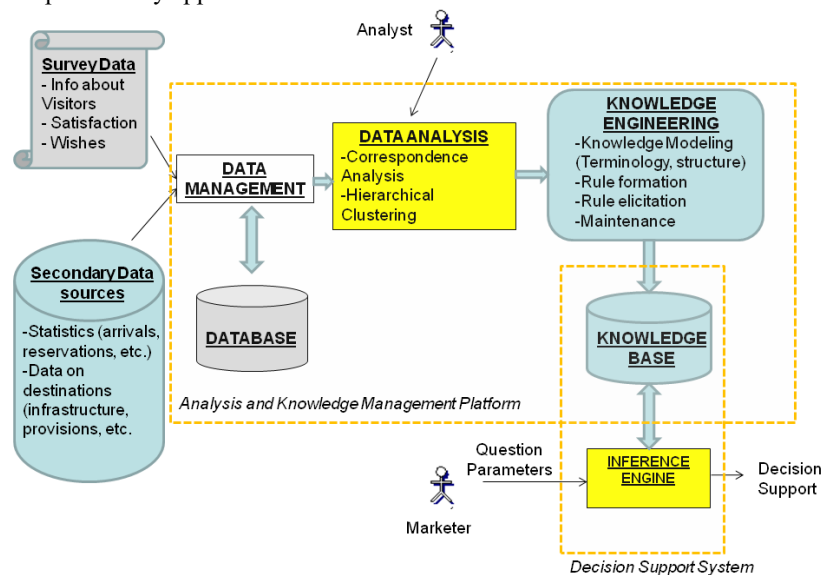 Analyst
Survey Data
- Info about
Visitors
- Satisfaction
- Wishes
DATA
MANAGEMENT
DATA ANALYSIS
-Correspondence
Analysis
-Hierarchical
Clustering
KNOWLEDGE
ENGINEERING
-Knowledge Modeling
(Terminology, structure)
-Rule formation
-Rule elicitation
-Maintenance
Secondary Data
sources
-Statistics (arrivals,
reservations, etc.)
-Data on
destinations
(infrastructure,
provisions, etc.
DATABASE
KNOWLEDGE
BASE
Analysis and Knowledge Management Platform
Question
Parameters
Marketer
INFERENCE
ENGINE
Decision
Support
Decision Support System